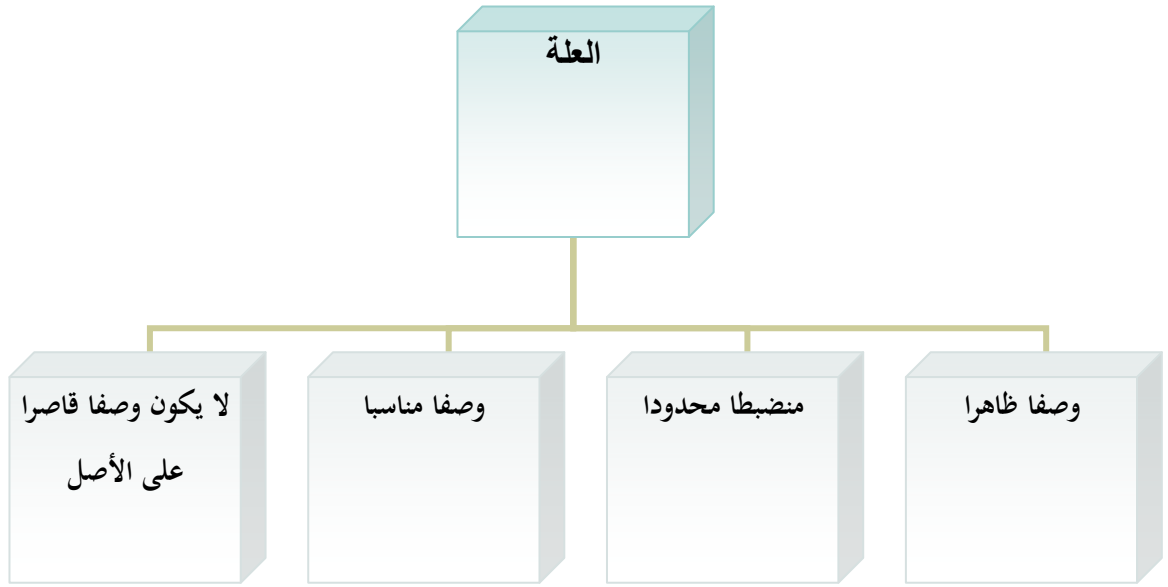 العلة
وصفا ظاهرا
منضبطا محدودا
وصفا مناسبا
لا يكون وصفا قاصرا
على الأصل